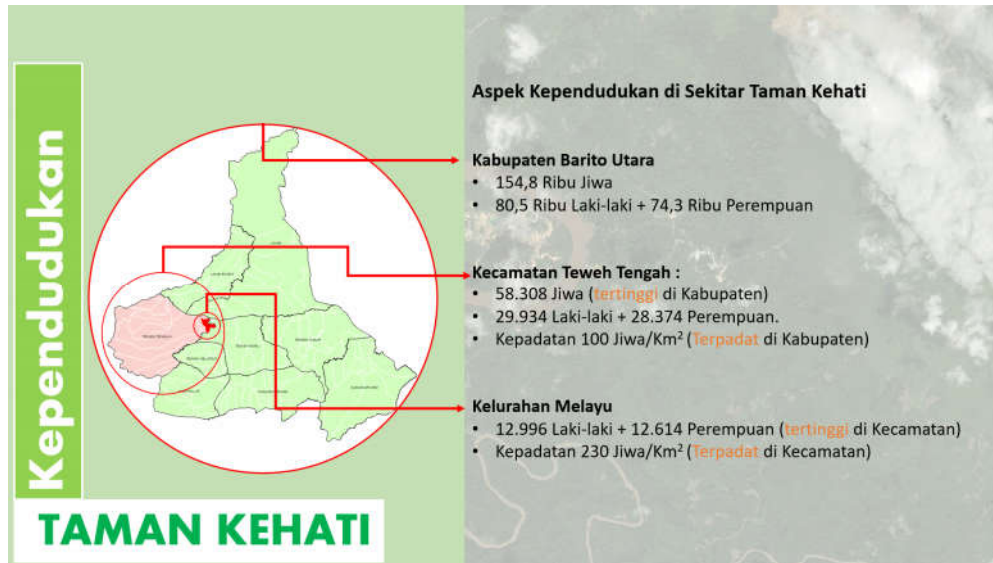 Kependudukan
TAMAN KEHATI
Aspek Kependudukan di Sekitar Taman Kehati
Kabupaten Barito Utara
• 154,8 Ribu Jiwa
• 80,5 Ribu Laki-laki + 74,3 Ribu Perempuan
Kecamatan Teweh Tengah :
• 58.308 Jiwa (tertinggi di Kabupaten)
• 29.934 Laki-laki + 28.374 Perempuan.
• Kepadatan 100 Jiwa/Km² (Terpadat di Kabupaten)
Kelurahan Melayu
• 12.996 Laki-laki + 12.614 Perempuan (tertinggi di Kecamatan)
• Kepadatan 230 Jiwa/Km² (Terpadat di Kecamatan)